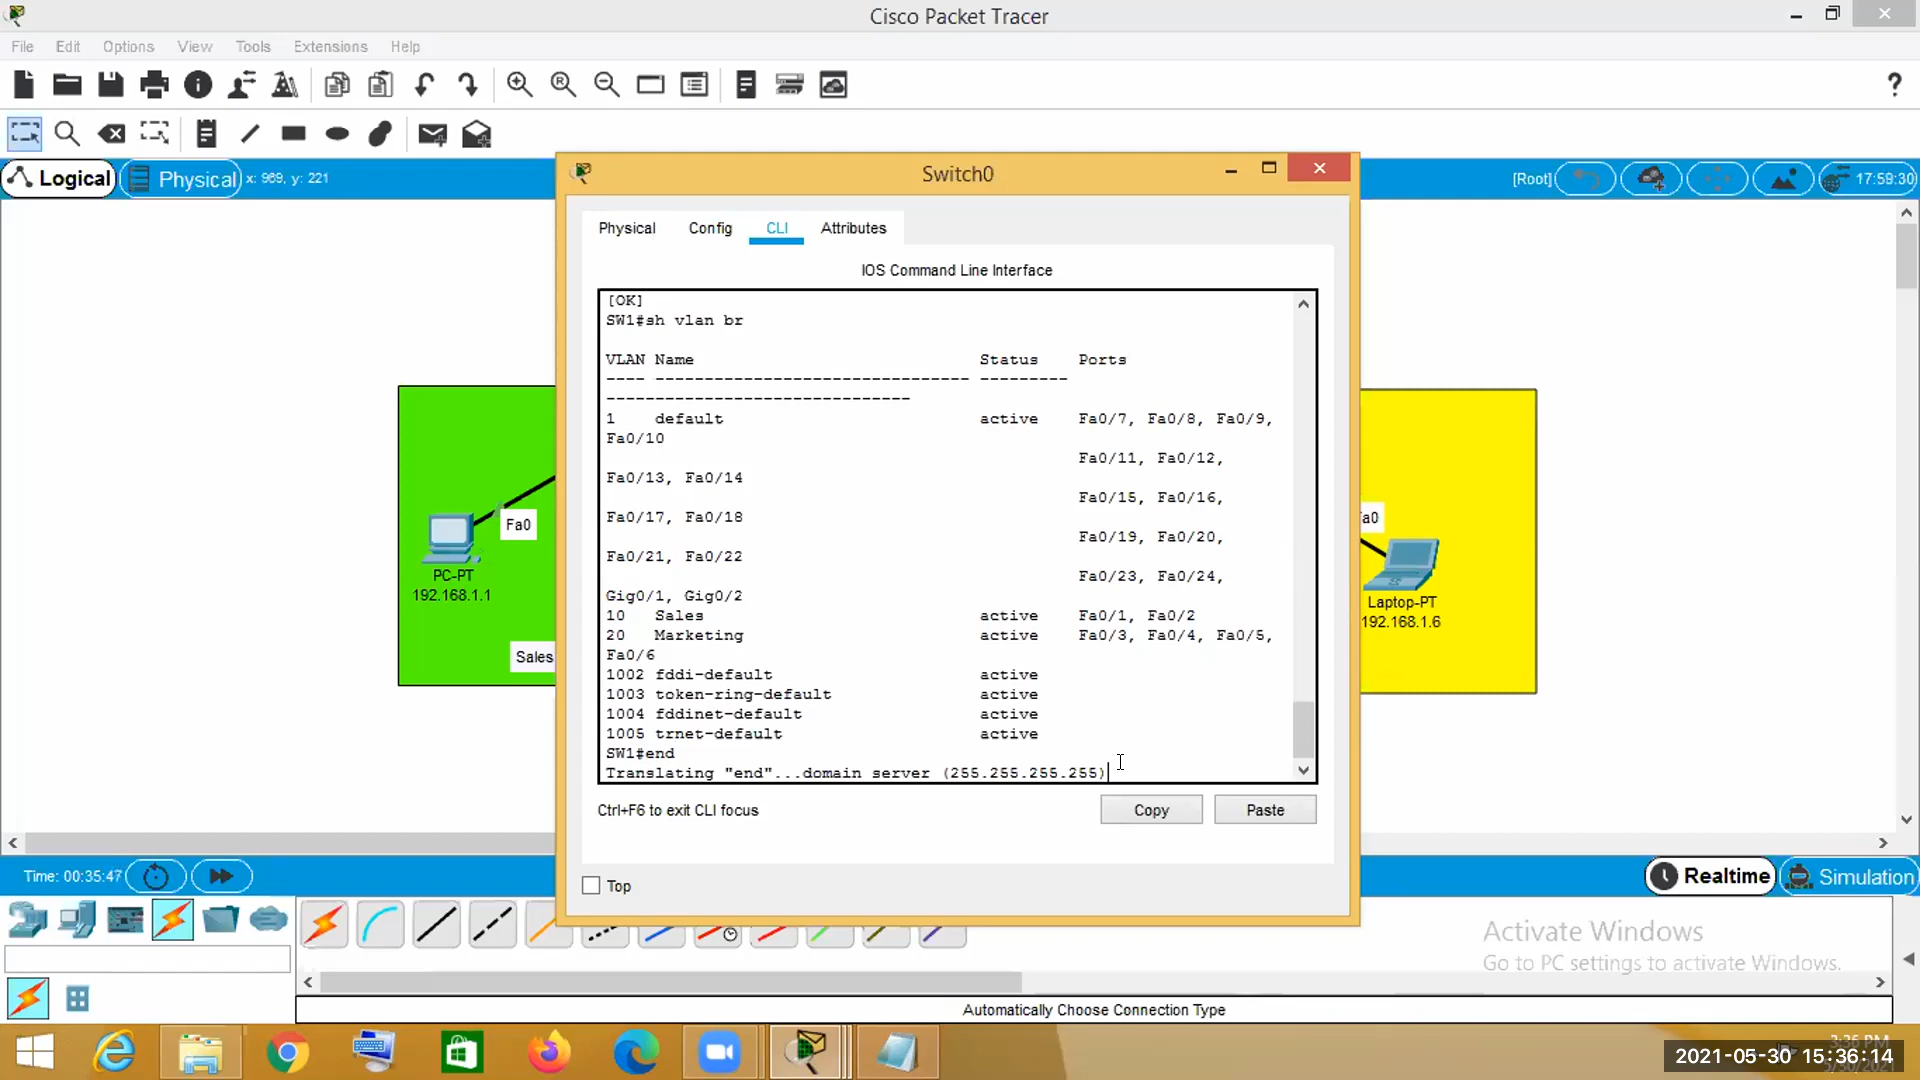 Cisco Packet Tracer
File Edit Options View Tools Extensions Help
Logical Physical x: 969, y: 221 [Root] 17:59:30
Switch0
Physical Config CLI Attributes
IOS Command Line Interface
[OK]
SW1#sh vlan br
VLAN Name Status Ports
---- -------------------------------- ---------
-------------------------------
1 default active Fa0/7, Fa0/8, Fa0/9,
Fa0/10
Fa0/11, Fa0/12,
Fa0/13, Fa0/14
Fa0/15, Fa0/16,
Fa0/17, Fa0/18
Fa0/19, Fa0/20,
Fa0/21, Fa0/22
Fa0/23, Fa0/24,
Gig0/1, Gig0/2
10 Sales active Fa0/1, Fa0/2
20 Marketing active Fa0/3, Fa0/4, Fa0/5,
Fa0/6
1002 fddi-default active
1003 token-ring-default active
1004 fddinet-default active
1005 trnet-default active
SW1#end
Translating "end"...domain server (255.255.255.255)
Ctrl+F6 to exit CLI focus Copy Paste
Top
Fa0
PC-PT
192.168.1.1
Sales
a0
Laptop-PT
192.168.1.6
Time: 00:35:47 Realtime Simulation
Activate Windows
Go to PC settings to activate Windows.
Automatically Choose Connection Type
3:36 PM
2021-05-30 15:36:14